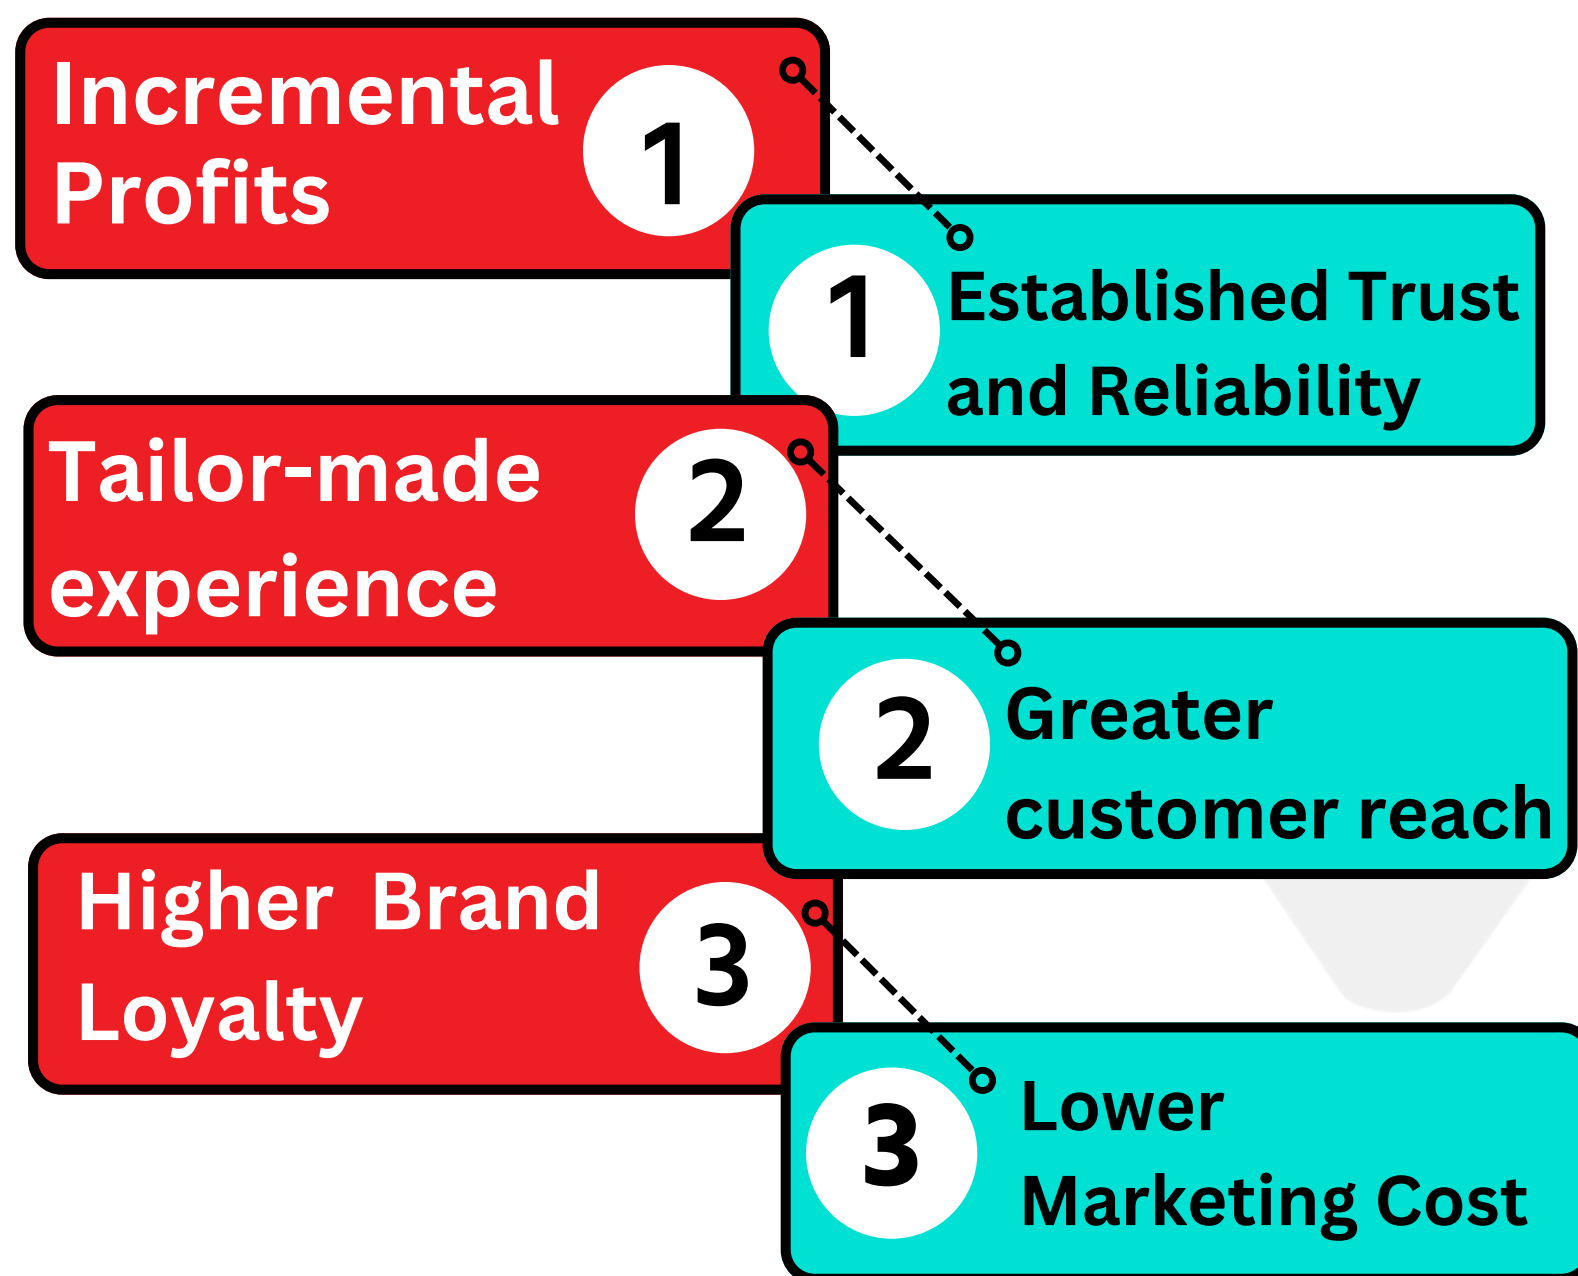 Incremental
Profits
1
1
Established Trust
and Reliability
Tailor-made
experience
2
2
Greater
customer reach
Higher Brand
Loyalty
3
3
Lower
Marketing Cost